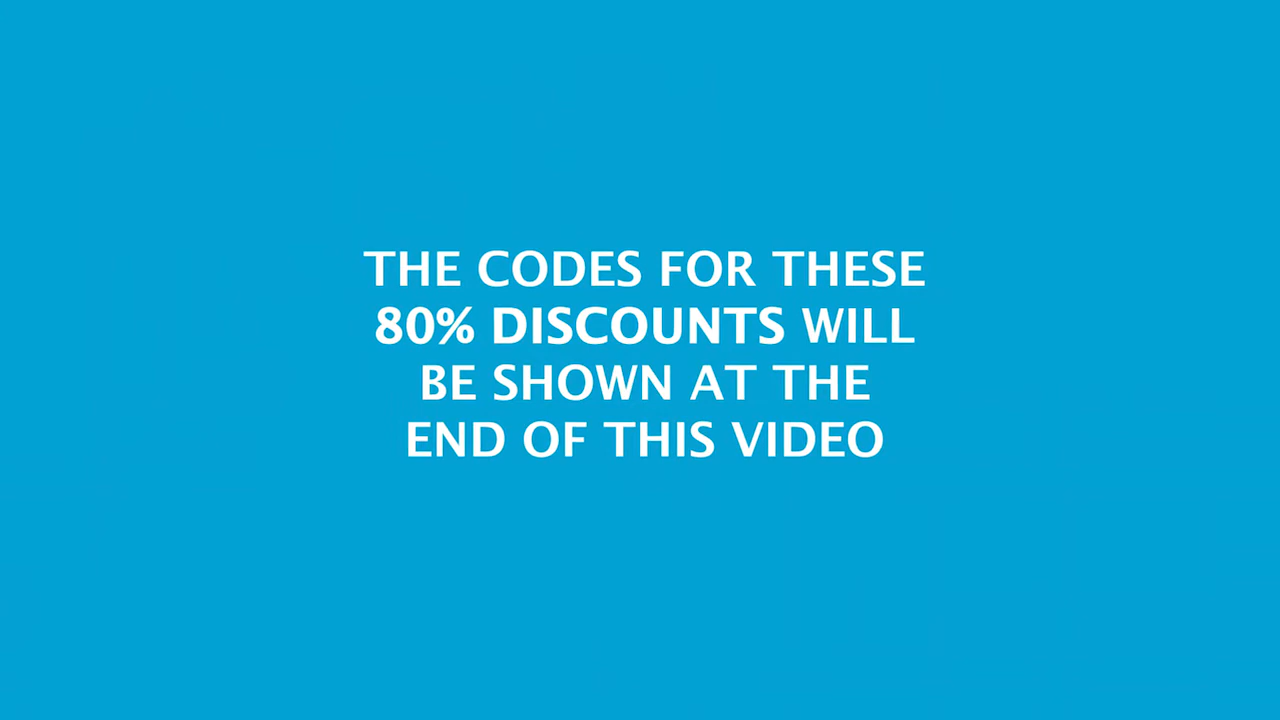 THE CODES FOR THESE
80% DISCOUNTS WILL
BE SHOWN AT THE
END OF THIS VIDEO